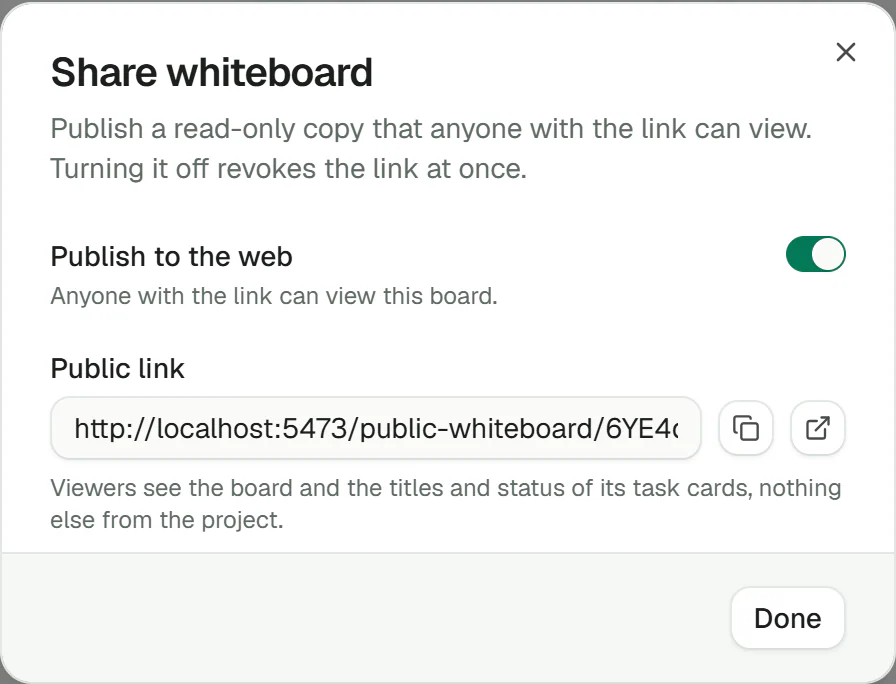 Share whiteboard
Publish a read-only copy that anyone with the link can view.
Turning it off revokes the link at once.
Publish to the web
Anyone with the link can view this board.
Public link
http://localhost:5473/public-whiteboard/6YE4
Viewers see the board and the titles and status of its task cards, nothing
else from the project.
Done